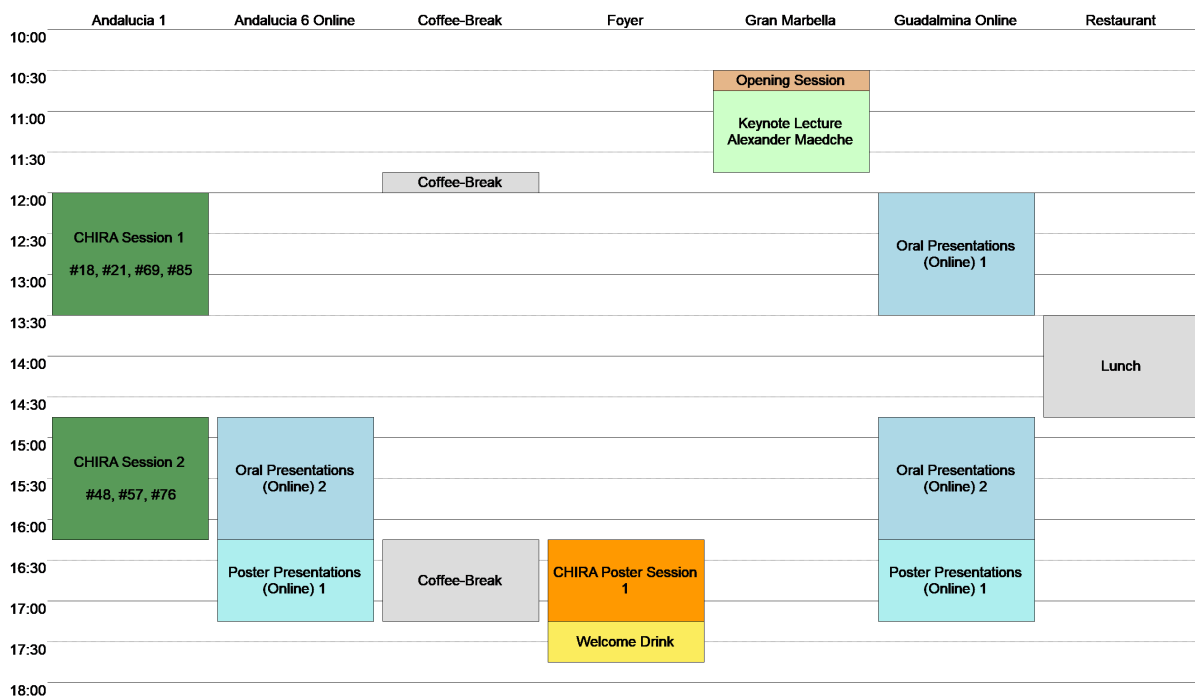 Andalucia 1 Andalucia 6 Online Coffee-Break Foyer Gran Marbella Guadalmina Online Restaurant
10:00
10:30
Opening Session
11:00
Keynote Lecture
Alexander Maedche
11:30
Coffee-Break
12:00
12:30
CHIRA Session 1
#18, #21, #69, #85
Oral Presentations
(Online) 1
13:00
13:30
14:00
Lunch
14:30
15:00
CHIRA Session 2
#48, #57, #76
Oral Presentations
(Online) 2
Oral Presentations
(Online) 2
15:30
16:00
16:30
Poster Presentations
(Online) 1
Coffee-Break
CHIRA Poster Session
1
Poster Presentations
(Online) 1
17:00
Welcome Drink
17:30
18:00